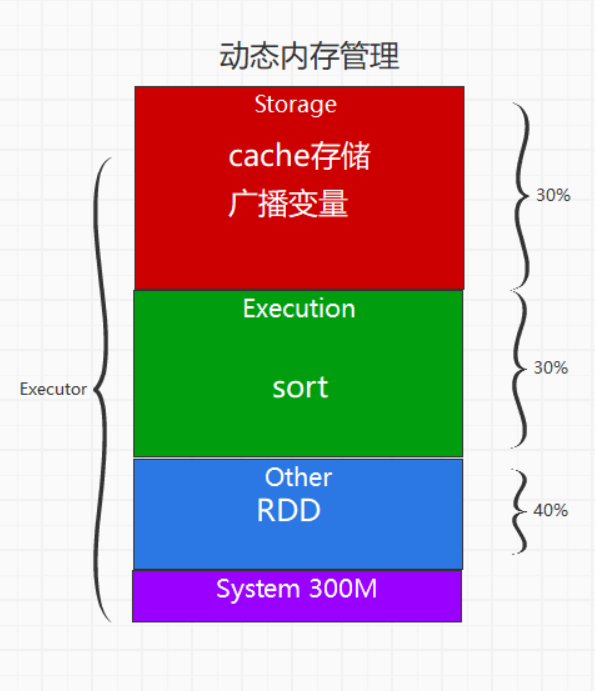 动态内存管理
Storage
cache存储
广播变量
30%
Execution
sort
30%
Executor
Other
RDD
40%
System 300M